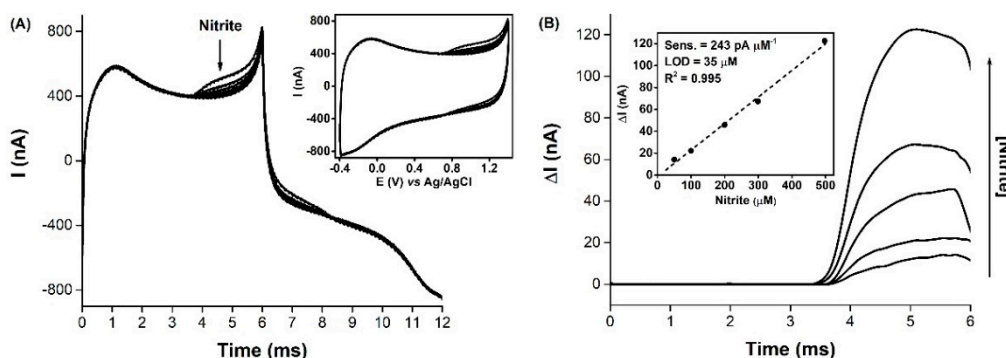 (A)
Nitrite
I (nA)
800
400
0
-400
-800
0 1 2 3 4 5 6 7 8 9 10 11 12
Time (ms)
I (nA)
800
400
0
-400
-800
-0.4 0.0 0.4 0.8 1.2
E (V) vs Ag/AgCl
(B)
ΔI (nA)
120
100
80
60
40
20
0
0 1 2 3 4 5 6
Time (ms)
[Nitrite]
Sens. = 243 pA μM⁻¹
LOD = 35 μM
R² = 0.995
ΔI (nA)
120
100
80
60
40
20
0
0 100 200 300 400 500
Nitrite (μM)